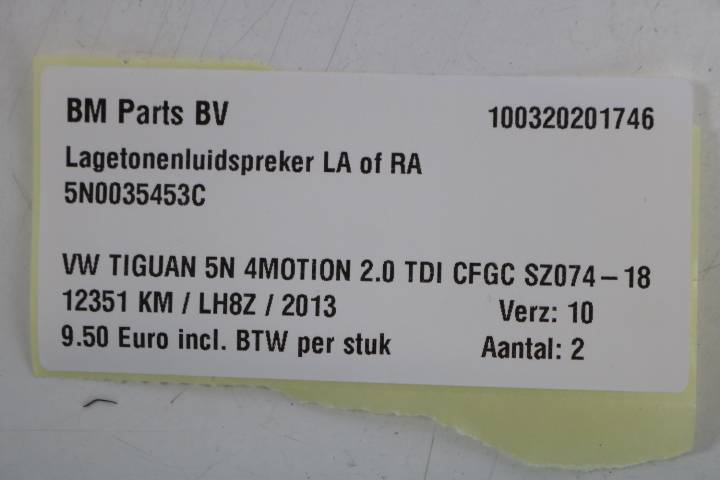 BM Parts BV 100320201746
Lagetonenluidspreker LA of RA
5N0035453C
VW TIGUAN 5N 4MOTION 2.0 TDI CFGC SZ074-18
12351 KM / LH8Z / 2013 Verz: 10
9.50 Euro incl. BTW per stuk Aantal: 2